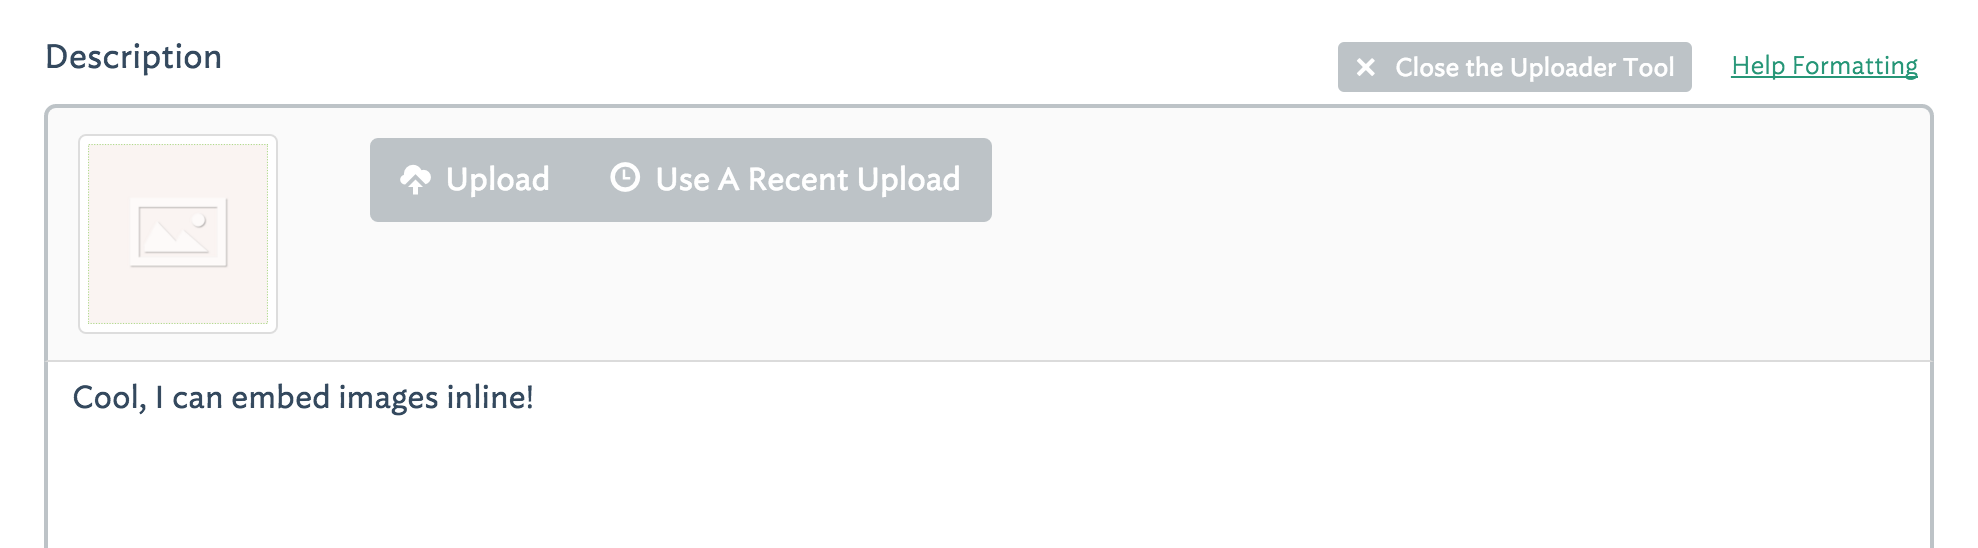 Description
Close the Uploader Tool
Help Formatting
Upload
Use A Recent Upload
Cool, I can embed images inline!